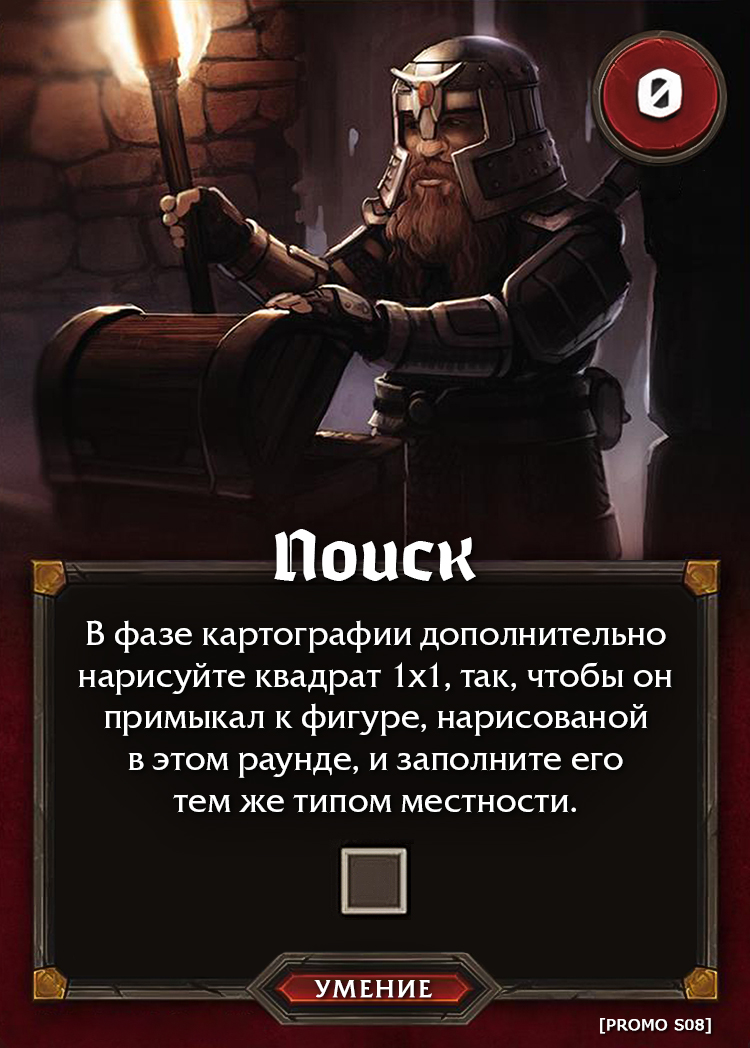 0
Поиск
В фазе картографии дополнительно
нарисуйте квадрат 1х1, так, чтобы он
примыкал к фигуре, нарисованой
в этом раунде, и заполните его
тем же типом местности.
УМЕНИЕ
[PROMO S08]